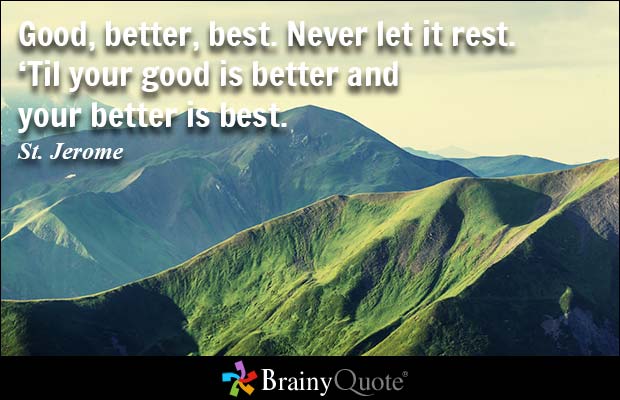 Good, better, best. Never let it rest.
‘Til your good is better and
your better is best.
St. Jerome
BrainyQuote®